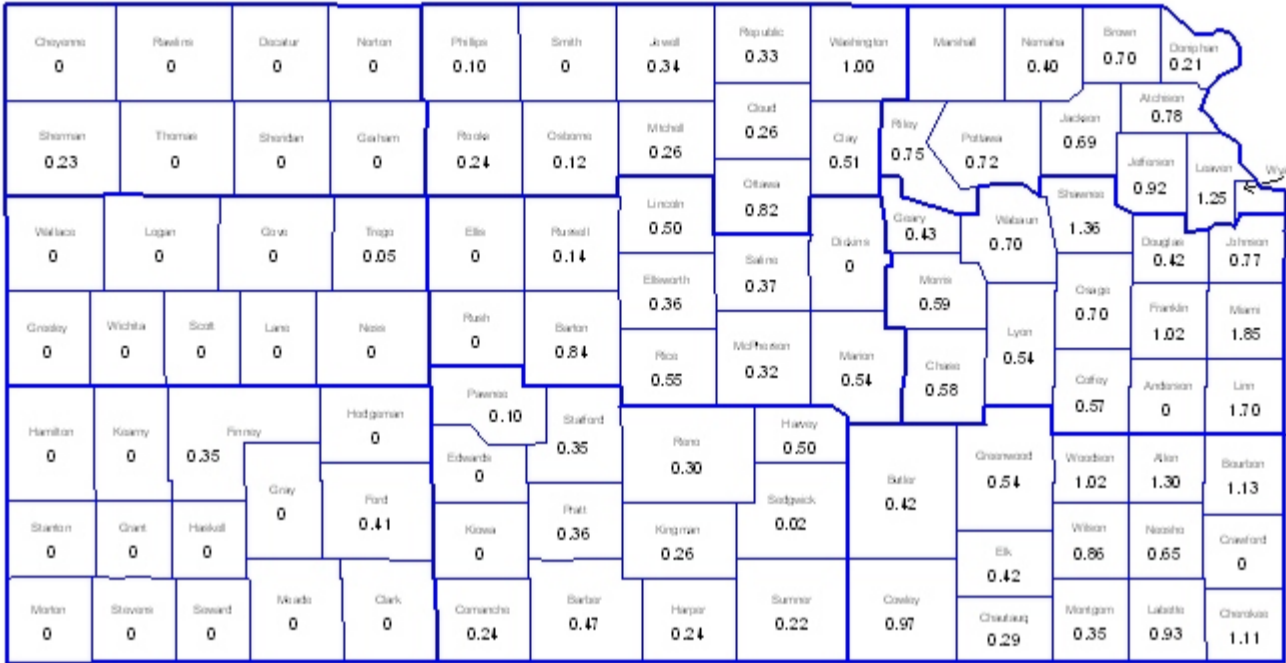 Cheyenne Rawlins Decatur Norton Phillips Smith Jewell Republic Washington Marshall Nemaha Brown Doniphan
0 0 0 0 0.10 0 0.34 0.33 1.00 0.40 0.70 0.21
Sherman Thomas Sheridan Graham Rooks Osborne Mitchell Cloud Clay Riley Pottawa Jackson Atchison
0.23 0 0 0 0.24 0.12 0.26 0.26 0.51 0.75 0.72 0.69 0.78
Ottawa Jefferson Leaven Wy
0.82 0.92 1.25
Wallace Logan Gove Trego Ellis Russell Lincoln Saline Dickins Geary Wabaun Shawnee Douglas Johnson
0 0 0 0.05 0 0.14 0.50 0.37 0 0.43 0.70 1.36 0.42 0.77
Greeley Wichita Scott Lane Ness Rush Barton Ellsworth Morris Osage Franklin Miami
0 0 0 0 0 0 0.84 0.36 0.59 0.70 1.02 1.85
Rice McPherson Marion Chase Lyon Coffey Anderson Linn
0.55 0.32 0.54 0.58 0.54 0.57 0 1.70
Hamilton Kearny Finney Hodgeman Pawnee Stafford Reno Harvey Butler Greenwood Woodson Allen Bourbon
0 0 0.35 0 0.10 0.35 0.30 0.50 0.42 0.54 1.02 1.30 1.13
Gray Ford Edwards Sedgwick
0 0.41 0 0.02
Stanton Grant Haskell Kiowa Pratt Kingman Elk Wilson Neosho Crawford
0 0 0 0 0.36 0.26 0.42 0.86 0.65 0
Morton Stevens Seward Meade Clark Comanche Barber Harper Sumner Cowley Chautauq Montgom Labette Cherokee
0 0 0 0 0 0.24 0.47 0.24 0.22 0.97 0.29 0.35 0.93 1.11